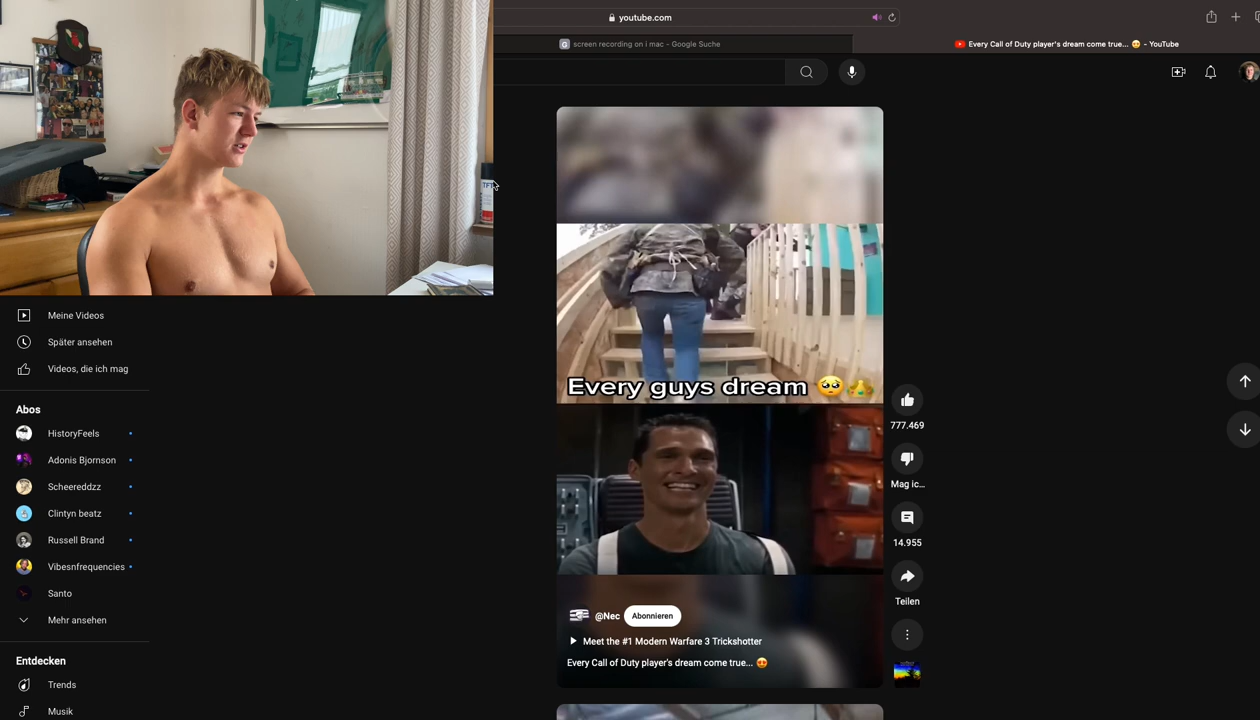 youtube.com
G screen recording on i mac - Google Suche
Every Call of Duty player's dream come true... 🥺 - YouTube
TFT
Meine Videos
Später ansehen
Videos, die ich mag
Abos
HistoryFeels
Adonis Bjornson
Scheereddzz
Clintyn beatz
Russell Brand
Vibesnfrequencies
Santo
Mehr ansehen
Entdecken
Trends
Musik
Every guys dream 🥺
777.469
Mag ic...
14.955
Teilen
@Nec Abonnieren
Meet the #1 Modern Warfare 3 Trickshotter
Every Call of Duty player's dream come true... 😍